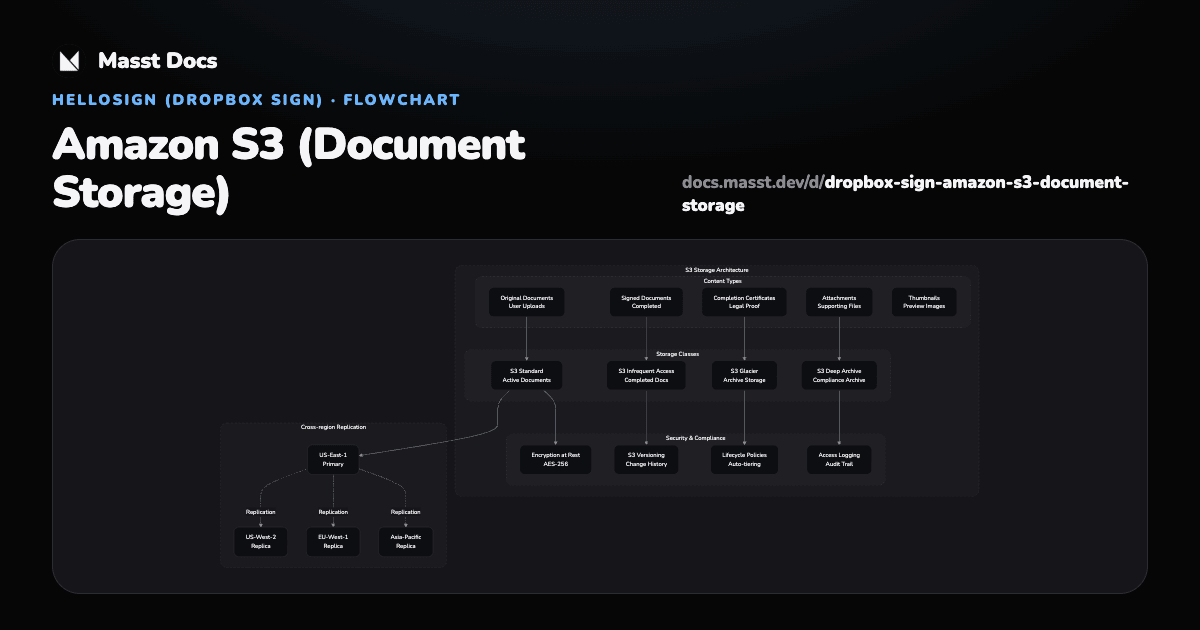 Masst Docs
HELLOSIGN (DROPBOX SIGN) · FLOWCHART
Amazon S3 (Document
Storage)
docs.masst.dev/d/dropbox-sign-amazon-s3-document-
storage
S3 Storage Architecture
Content Types
Original Documents
User Uploads
Signed Documents
Completed
Completion Certificates
Legal Proof
Attachments
Supporting Files
Thumbnails
Preview Images
Storage Classes
S3 Standard
Active Documents
S3 Infrequent Access
Completed Docs
S3 Glacier
Archive Storage
S3 Deep Archive
Compliance Archive
Security & Compliance
Encryption at Rest
AES-256
S3 Versioning
Change History
Lifecycle Policies
Auto-tiering
Access Logging
Audit Trail
Cross-region Replication
US-East-1
Primary
Replication
Replication
Replication
US-West-2
Replica
EU-West-1
Replica
Asia-Pacific
Replica